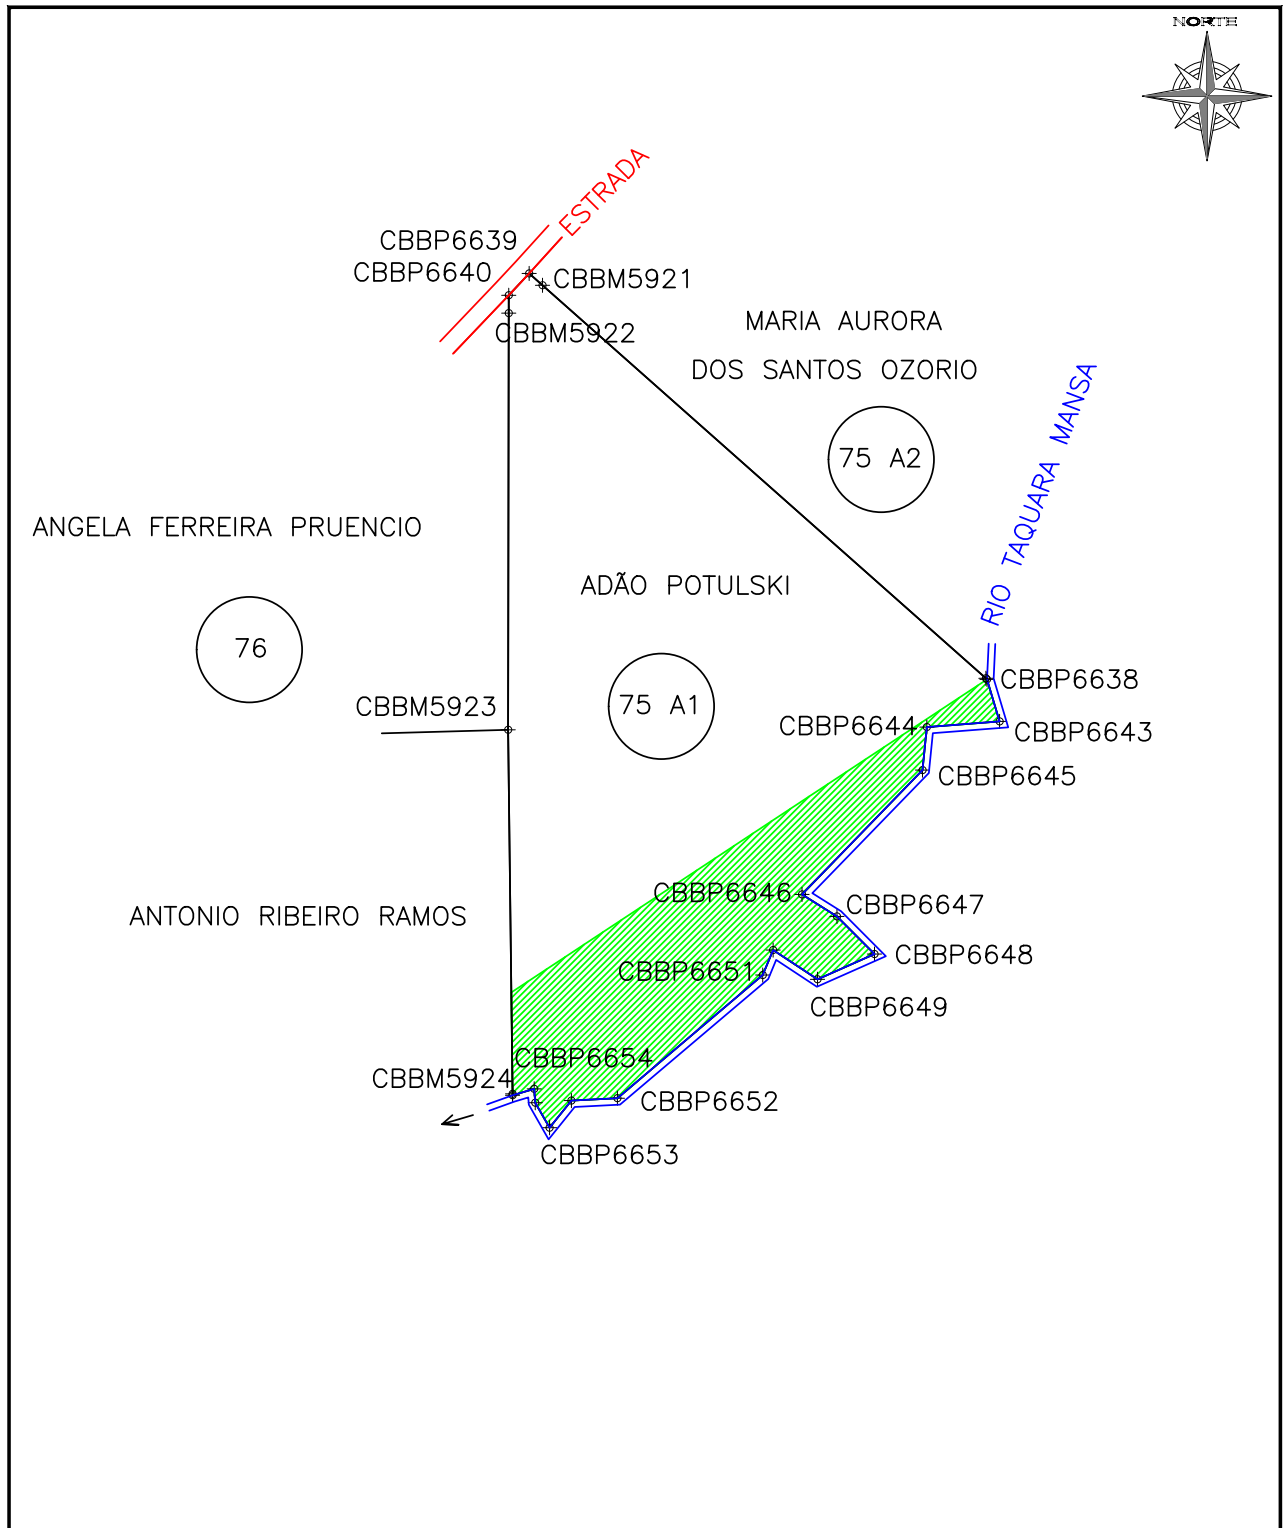 NORTE
ESTRADA
CBBP6639
CBBP6640
CBBM5921
CBBM5922
MARIA AURORA
DOS SANTOS OZORIO
75 A2
RIO TAQUARA MANSA
ANGELA FERREIRA PRUENCIO
76
ADÃO POTULSKI
75 A1
CBBP6638
CBBM5923
CBBP6644
CBBP6643
CBBP6645
CBBP6646
CBBP6647
ANTONIO RIBEIRO RAMOS
CBBP6648
CBBP6651
CBBP6649
CBBP6654
CBBM5924
CBBP6652
CBBP6653